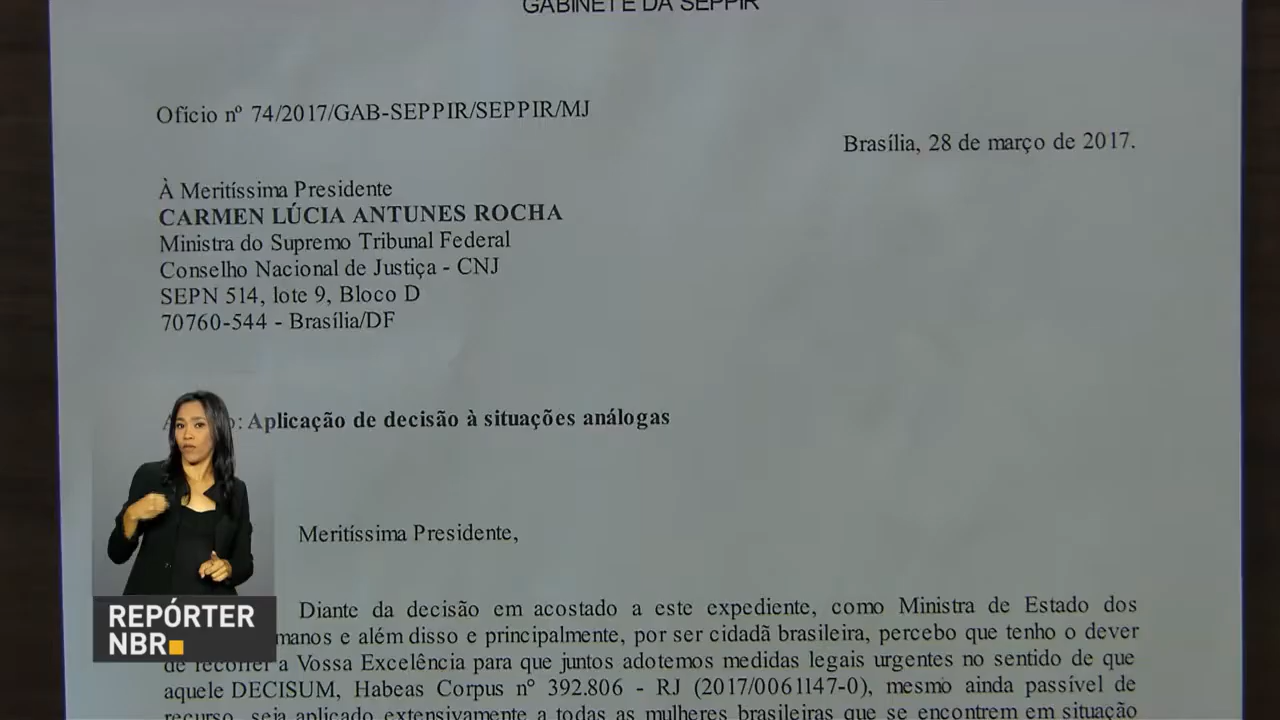 GABINETE DA SEPPIR
Ofício nº 74/2017/GAB-SEPPIR/SEPPIR/MJ
Brasília, 28 de março de 2017.
À Meritíssima Presidente
CARMEN LÚCIA ANTUNES ROCHA
Ministra do Supremo Tribunal Federal
Conselho Nacional de Justiça - CNJ
SEPN 514, lote 9, Bloco D
70760-544 - Brasília/DF
: Aplicação de decisão à situações análogas
Meritíssima Presidente,
Diante da decisão em acostado a este expediente, como Ministra de Estado dos
manos e além disso e principalmente, por ser cidadã brasileira, percebo que tenho o dever
de recorrer a Vossa Excelência para que juntos adotemos medidas legais urgentes no sentido de que
aquele DECISUM, Habeas Corpus nº 392.806 - RJ (2017/0061147-0), mesmo ainda passível de
recurso, seja aplicado extensivamente a todas as mulheres brasileiras que se encontrem em situação
REPÓRTER
NBR